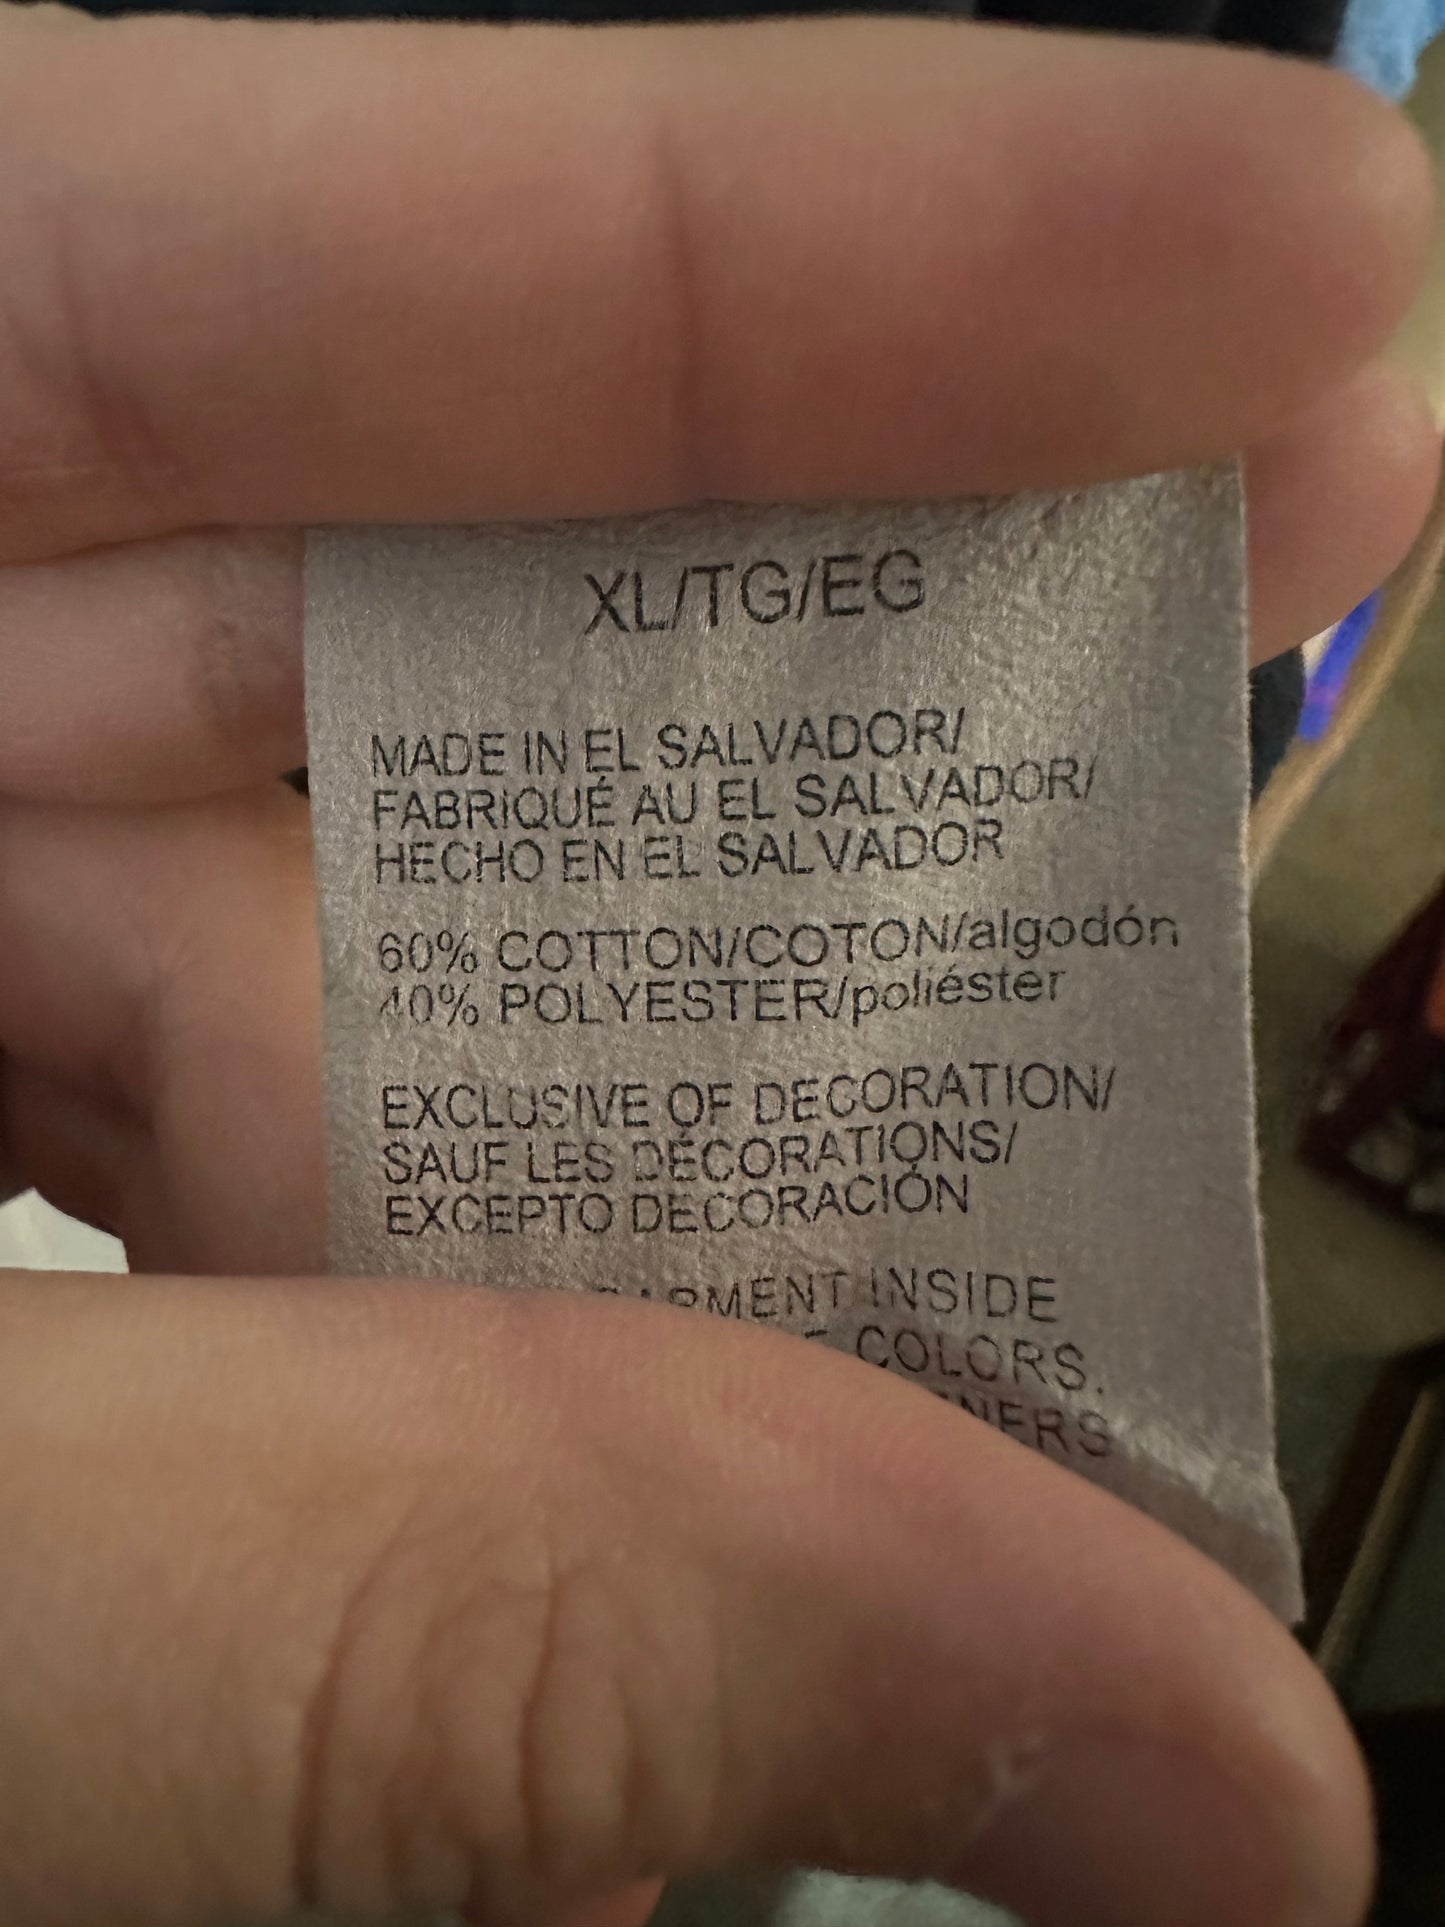 XL/TG/EG
MADE IN EL SALVADOR/
FABRIQUÉ AU EL SALVADOR/
HECHO EN EL SALVADOR
60% COTTON/COTON/algodón
40% POLYESTER/poliéster
EXCLUSIVE OF DECORATION/
SAUF LES DÉCORATIONS/
EXCEPTO DECORACIÓN
GARMENT INSIDE
COLORS.